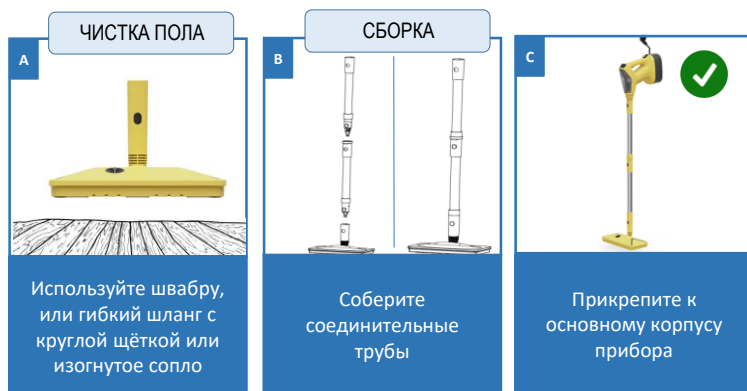 ЧИСТКА ПОЛА
A
Используйте швабру,
или гибкий шланг с
круглой щёткой или
изогнутое сопло
СБОРКА
B
Соберите
соединительные
трубы
C
Прикрепите к
основному корпусу
прибора